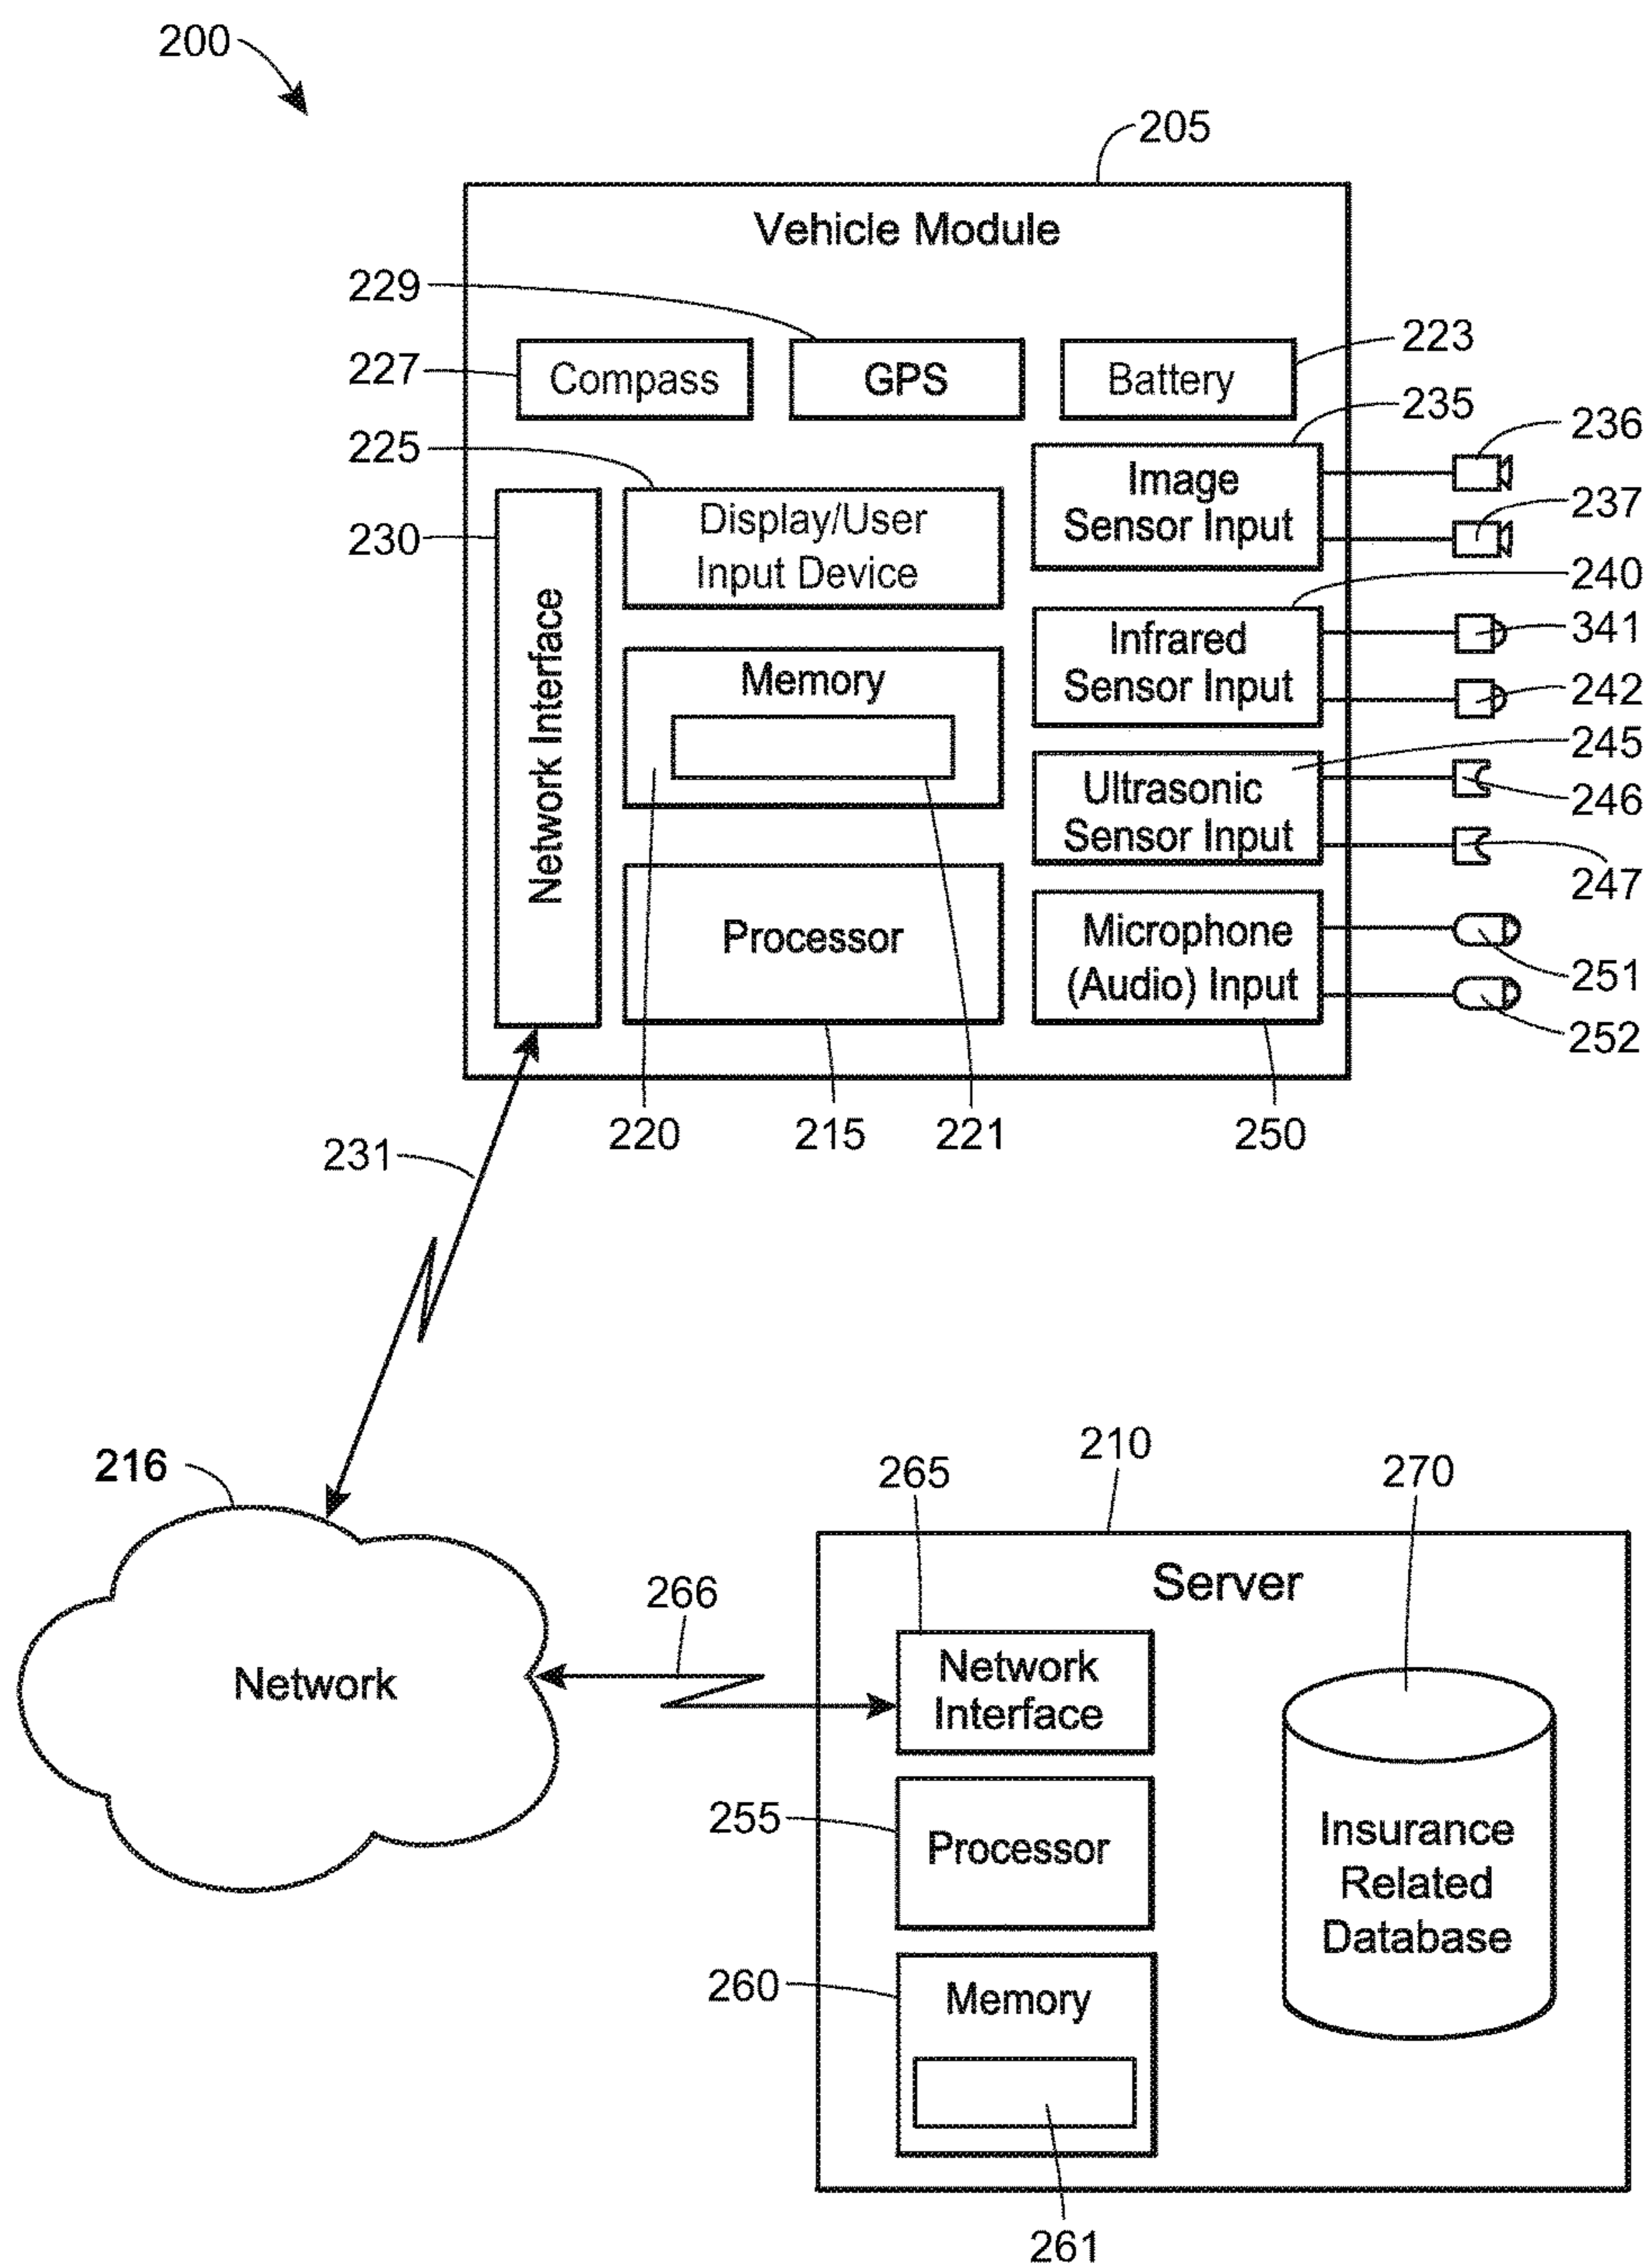 200
205
Vehicle Module
229
227
Compass
GPS
Battery
223
235
225
230
Network Interface
Display/User
Input Device
Image
Sensor Input
236
237
240
Infrared
Sensor Input
341
242
Memory
245
Ultrasonic
Sensor Input
246
247
Processor
Microphone
(Audio) Input
251
252
220
215
221
250
231
216
Network
266
265
210
270
Server
Network
Interface
255
Processor
Insurance
Related
Database
260
Memory
261